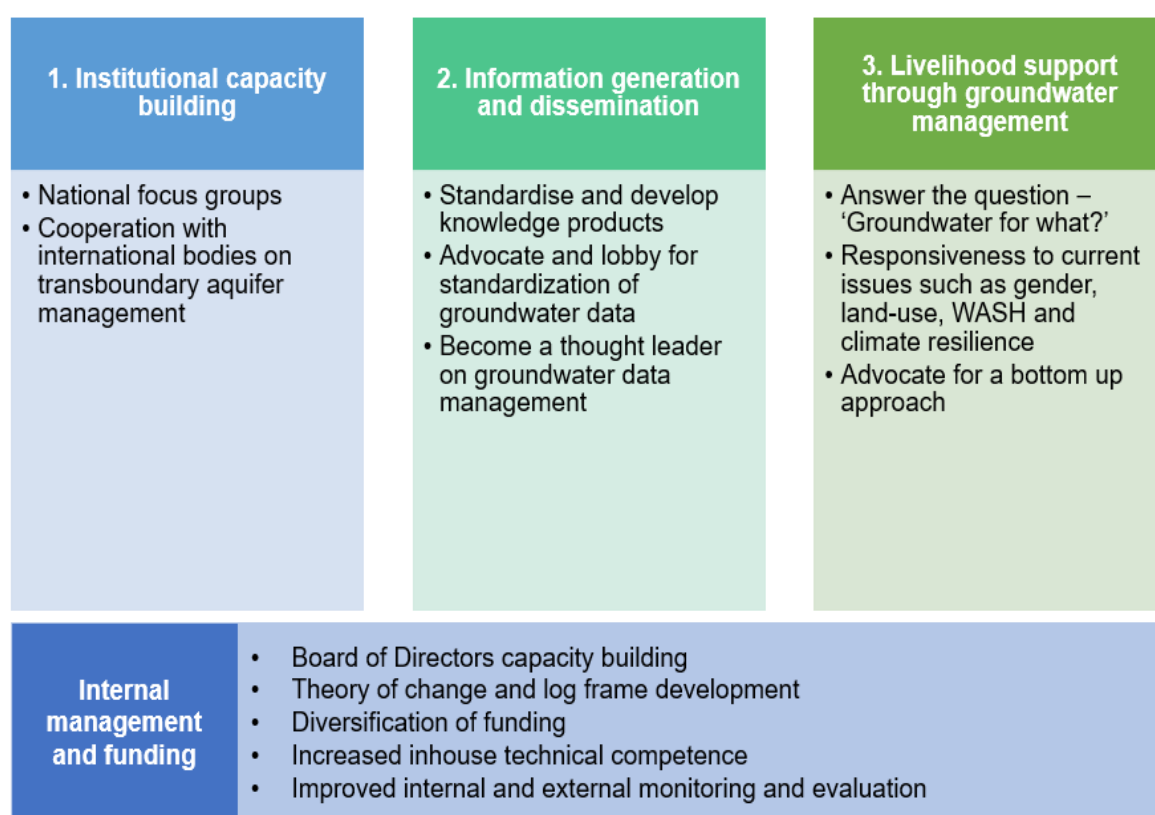 1. Institutional capacity
building
• National focus groups
• Cooperation with
international bodies on
transboundary aquifer
management
2. Information generation
and dissemination
• Standardise and develop
knowledge products
• Advocate and lobby for
standardization of
groundwater data
• Become a thought leader
on groundwater data
management
3. Livelihood support
through groundwater
management
• Answer the question –
‘Groundwater for what?’
• Responsiveness to current
issues such as gender,
land-use, WASH and
climate resilience
• Advocate for a bottom up
approach
Internal
management
and funding
• Board of Directors capacity building
• Theory of change and log frame development
• Diversification of funding
• Increased inhouse technical competence
• Improved internal and external monitoring and evaluation